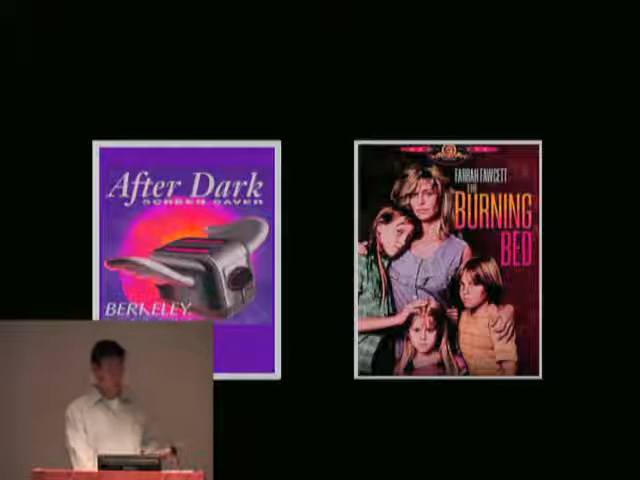 After Dark
SCREEN SAVER
BERKELEY
FARRAH FAWCETT
THE
BURNING
BED